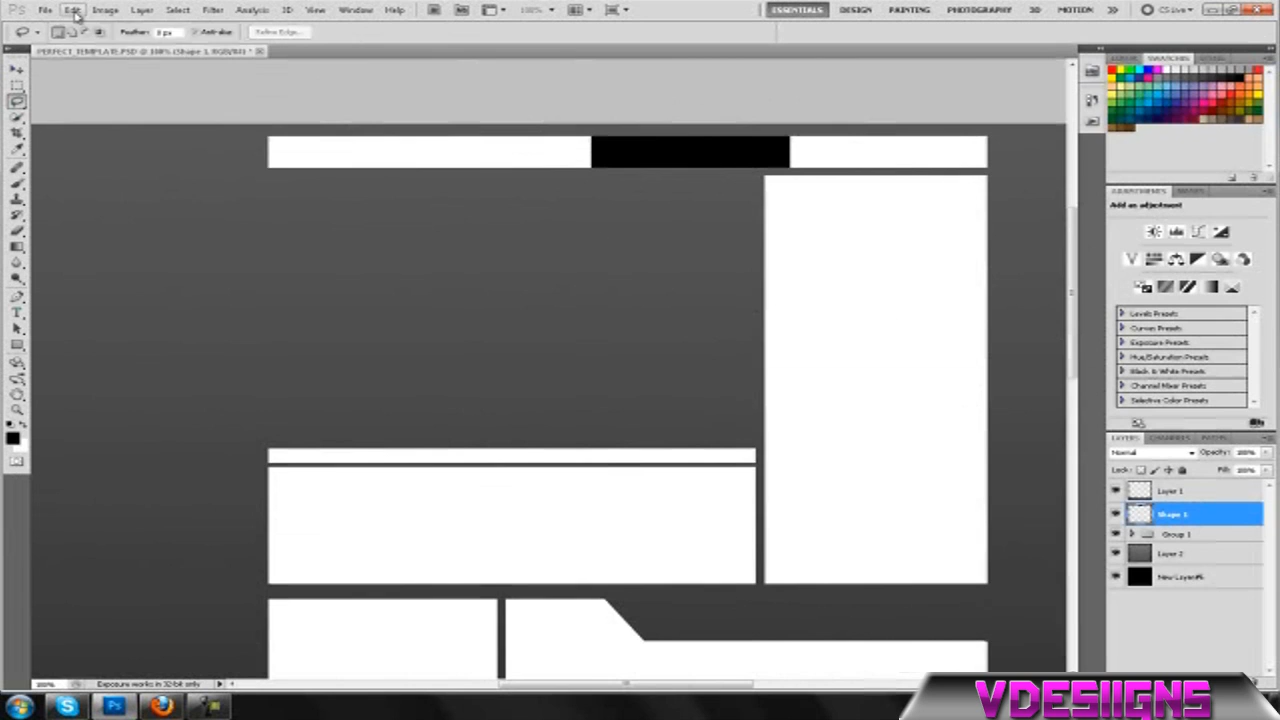 Ps File Edit Image Layer Select Filter Analysis 3D View Window Help 100% ESSENTIALS DESIGN PAINTING PHOTOGRAPHY 3D MOTION CS Live
Feather: 0 px Anti-alias Refine Edge...
PERFECT_TEMPLATE.PSD @ 100% (Shape 1, RGB/8#) *
SWATCHES
ADJUSTMENTS MASKS
Add an adjustment
Levels Presets
Curves Presets
Exposure Presets
Hue/Saturation Presets
Black & White Presets
Channel Mixer Presets
Selective Color Presets
LAYERS CHANNELS PATHS
Normal Opacity: 100%
Lock: Fill: 100%
Layer 1
Shape 1
Group 1
Layer 2
100% Exposure works in 32-bit only
VDESIIGNS